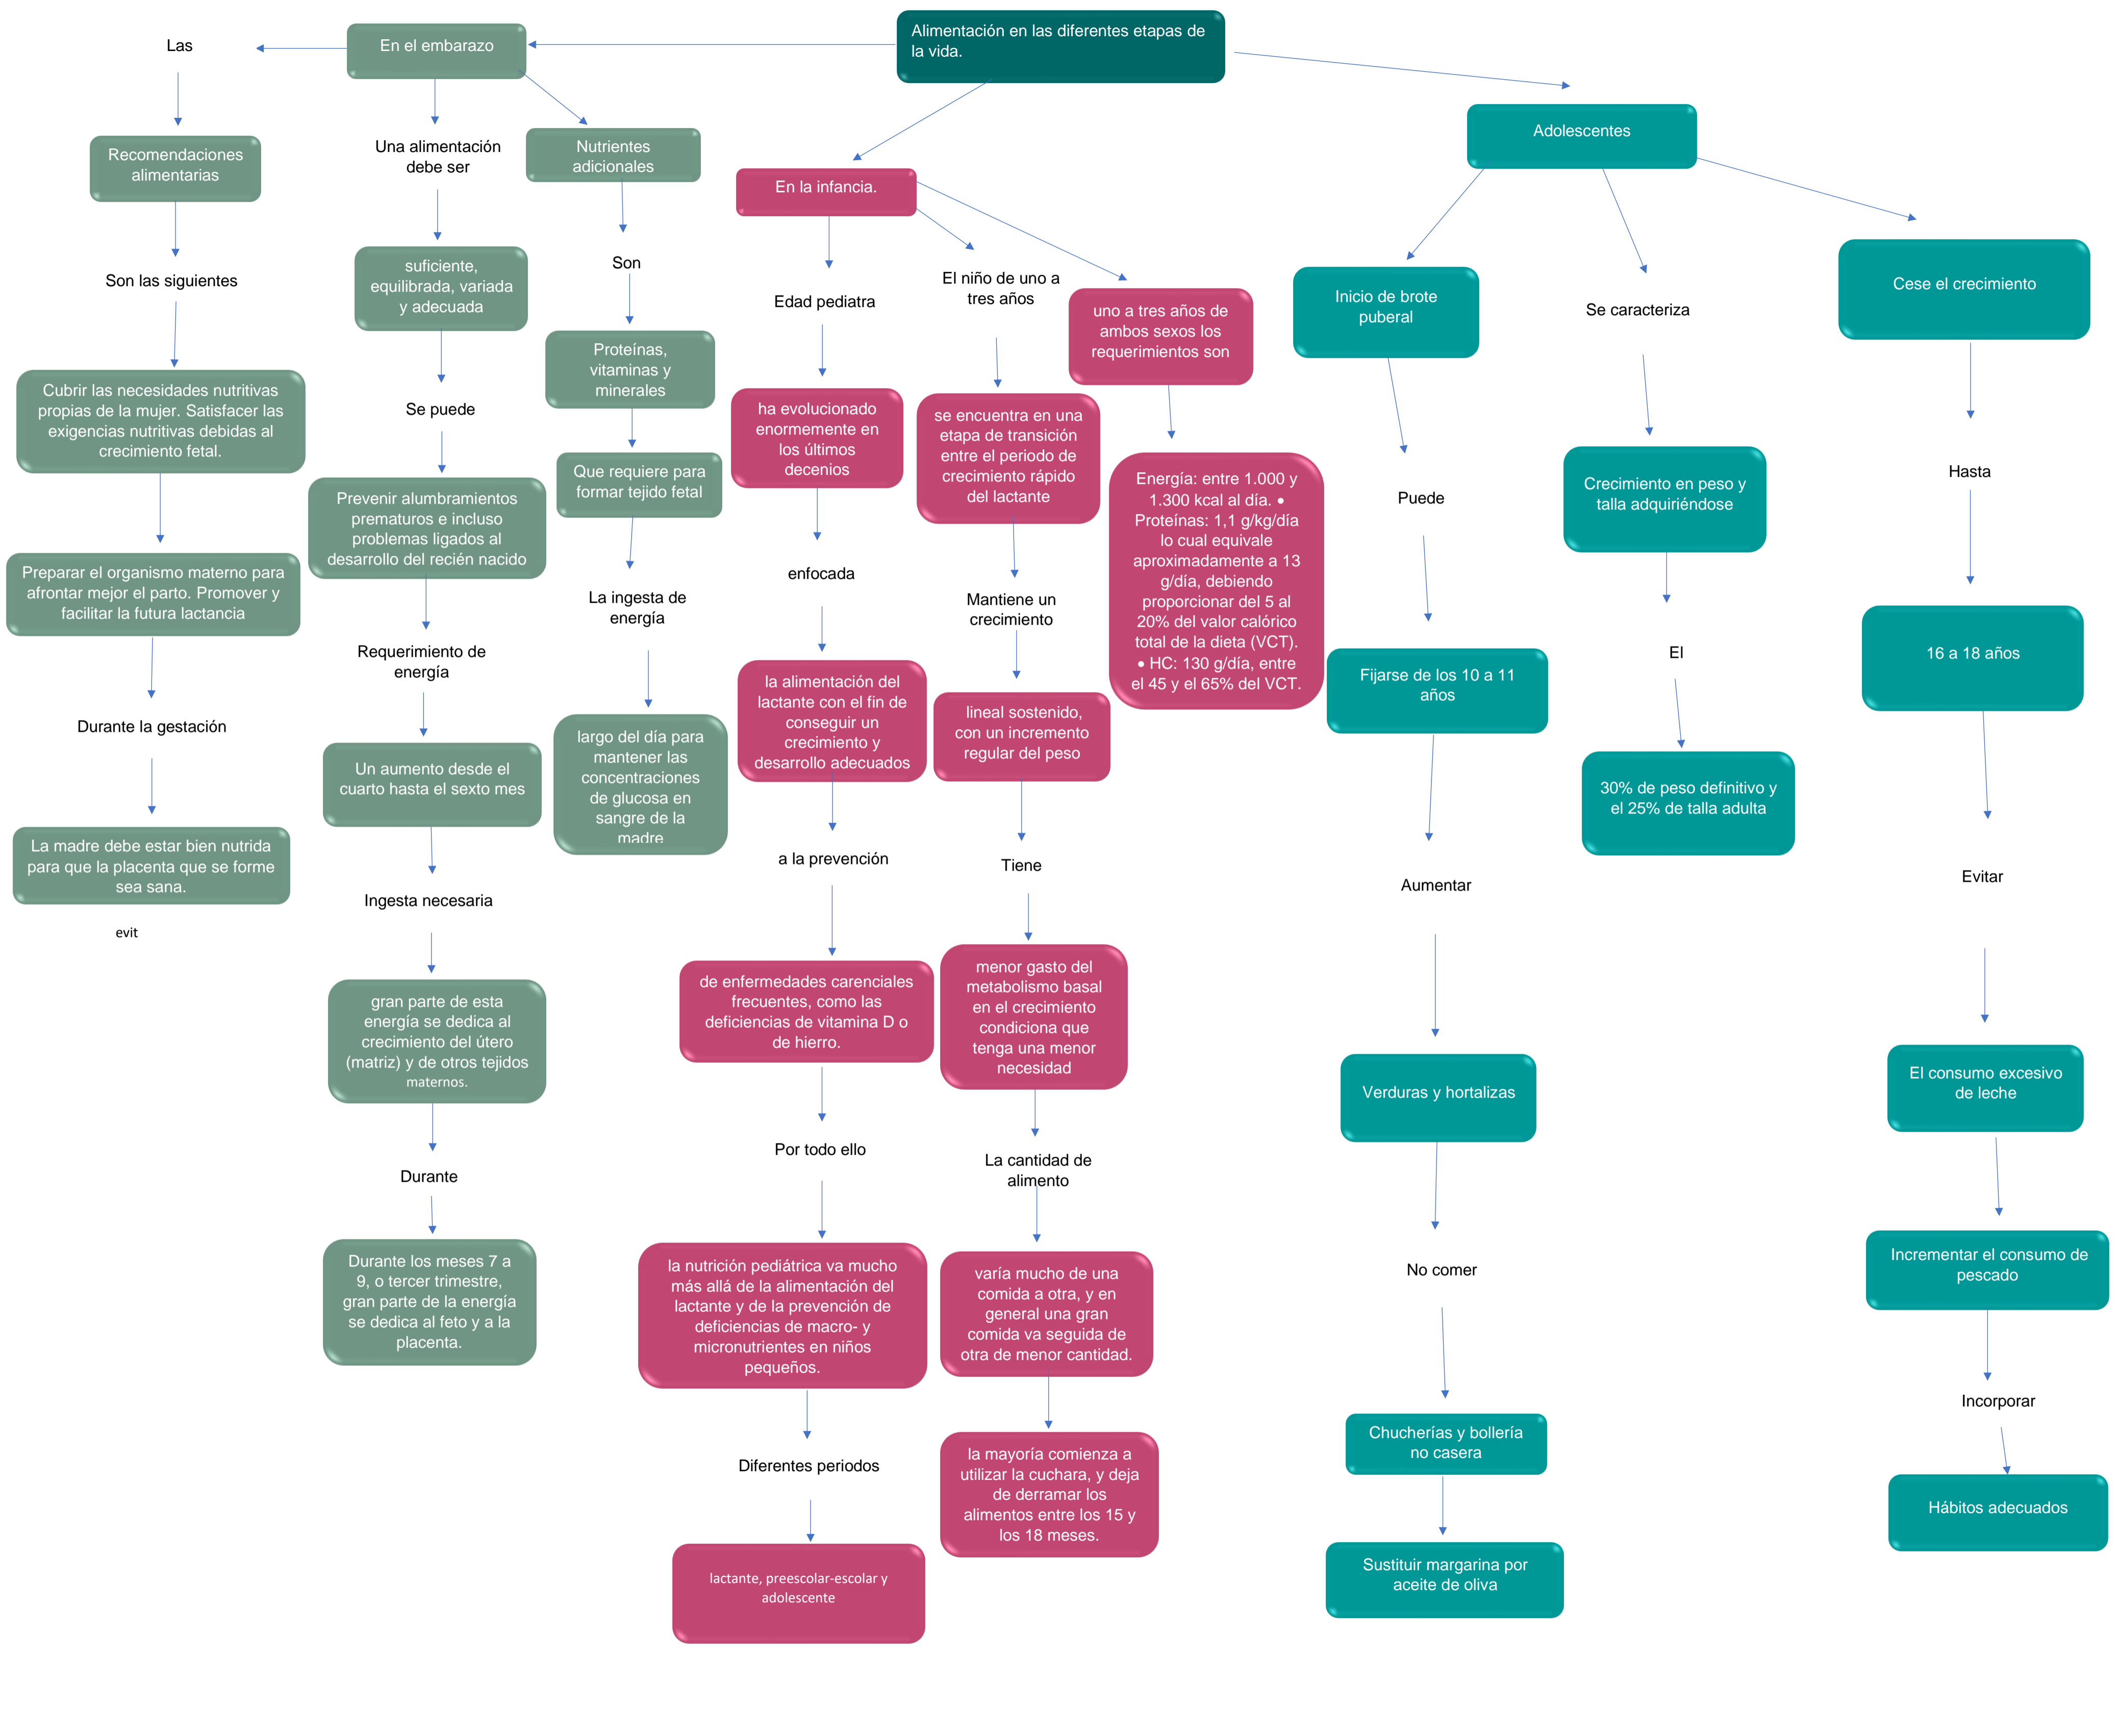 Alimentación en las diferentes etapas de
la vida.
En el embarazo
Las
Recomendaciones
alimentarias
Son las siguientes
Cubrir las necesidades nutritivas
propias de la mujer. Satisfacer las
exigencias nutritivas debidas al
crecimiento fetal.
Preparar el organismo materno para
afrontar mejor el parto. Promover y
facilitar la futura lactancia
Durante la gestación
La madre debe estar bien nutrida
para que la placenta que se forme
sea sana.
evit
Una alimentación
debe ser
suficiente,
equilibrada, variada
y adecuada
Se puede
Prevenir alumbramientos
prematuros e incluso
problemas ligados al
desarrollo del recién nacido
Requerimiento de
energía
Un aumento desde el
cuarto hasta el sexto mes
Ingesta necesaria
gran parte de esta
energía se dedica al
crecimiento del útero
(matriz) y de otros tejidos
maternos.
Durante
Durante los meses 7 a
9, o tercer trimestre,
gran parte de la energía
se dedica al feto y a la
placenta.
Nutrientes
adicionales
Son
Proteínas,
vitaminas y
minerales
Que requiere para
formar tejido fetal
La ingesta de
energía
largo del día para
mantener las
concentraciones
de glucosa en
sangre de la
madre
En la infancia.
Edad pediatra
ha evolucionado
enormemente en
los últimos
decenios
enfocada
la alimentación del
lactante con el fin de
conseguir un
crecimiento y
desarrollo adecuados
a la prevención
de enfermedades carenciales
frecuentes, como las
deficiencias de vitamina D o
de hierro.
Por todo ello
la nutrición pediátrica va mucho
más allá de la alimentación del
lactante y de la prevención de
deficiencias de macro- y
micronutrientes en niños
pequeños.
Diferentes periodos
lactante, preescolar-escolar y
adolescente
El niño de uno a
tres años
se encuentra en una
etapa de transición
entre el periodo de
crecimiento rápido
del lactante
Mantiene un
crecimiento
lineal sostenido,
con un incremento
regular del peso
Tiene
menor gasto del
metabolismo basal
en el crecimiento
condiciona que
tenga una menor
necesidad
La cantidad de
alimento
varía mucho de una
comida a otra, y en
general una gran
comida va seguida de
otra de menor cantidad.
la mayoría comienza a
utilizar la cuchara, y deja
de derramar los
alimentos entre los 15 y
los 18 meses.
uno a tres años de
ambos sexos los
requerimientos son
Energía: entre 1.000 y
1.300 kcal al día. •
Proteínas: 1,1 g/kg/día
lo cual equivale
aproximadamente a 13
g/día, debiendo
proporcionar del 5 al
20% del valor calórico
total de la dieta (VCT).
• HC: 130 g/día, entre
el 45 y el 65% del VCT.
Adolescentes
Inicio de brote
puberal
Puede
Fijarse de los 10 a 11
años
Aumentar
Verduras y hortalizas
No comer
Chucherías y bollería
no casera
Sustituir margarina por
aceite de oliva
Se caracteriza
Crecimiento en peso y
talla adquiriéndose
El
30% de peso definitivo y
el 25% de talla adulta
Cese el crecimiento
Hasta
16 a 18 años
Evitar
El consumo excesivo
de leche
Incrementar el consumo de
pescado
Incorporar
Hábitos adecuados